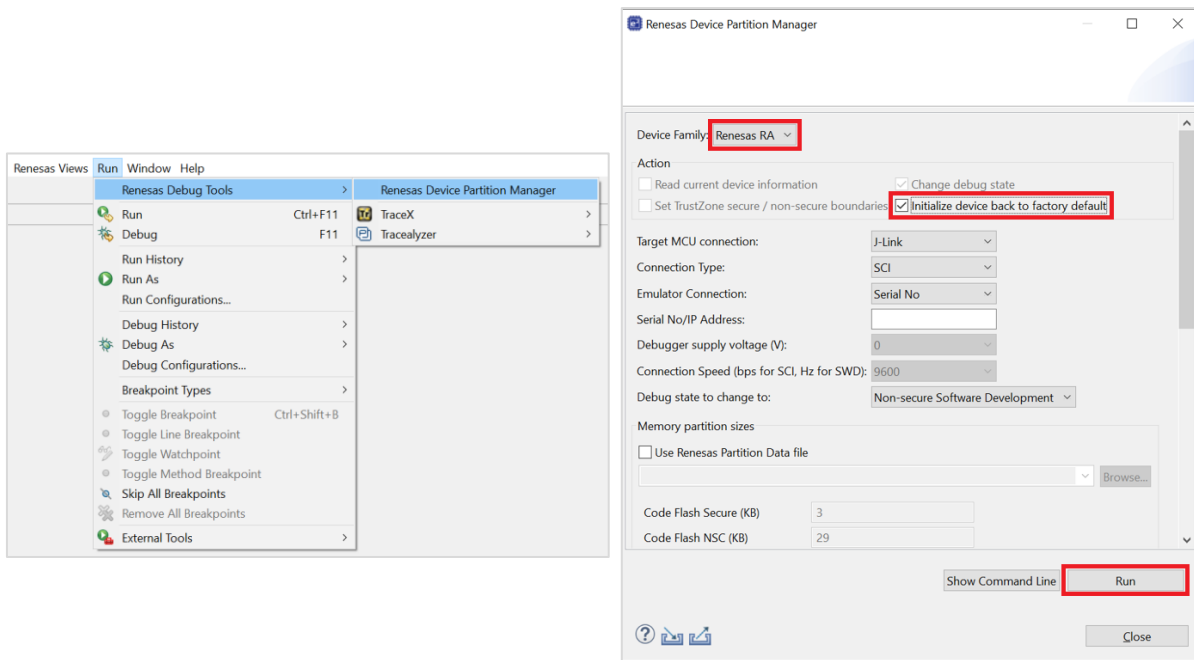 Renesas Views Run Window Help
Renesas Debug Tools
Run Ctrl+F11
Debug F11
Run History
Run As
Run Configurations...
Debug History
Debug As
Debug Configurations...
Breakpoint Types
Toggle Breakpoint Ctrl+Shift+B
Toggle Line Breakpoint
Toggle Watchpoint
Toggle Method Breakpoint
Skip All Breakpoints
Remove All Breakpoints
External Tools
Renesas Device Partition Manager
TraceX
Tracealyzer
Renesas Device Partition Manager
Device Family: Renesas RA
Action
Read current device information Change debug state
Set TrustZone secure / non-secure boundaries Initialize device back to factory default
Target MCU connection: J-Link
Connection Type: SCI
Emulator Connection: Serial No
Serial No/IP Address:
Debugger supply voltage (V): 0
Connection Speed (bps for SCI, Hz for SWD): 9600
Debug state to change to: Non-secure Software Development
Memory partition sizes
Use Renesas Partition Data file
Browse...
Code Flash Secure (KB) 3
Code Flash NSC (KB) 29
Show Command Line Run
Close